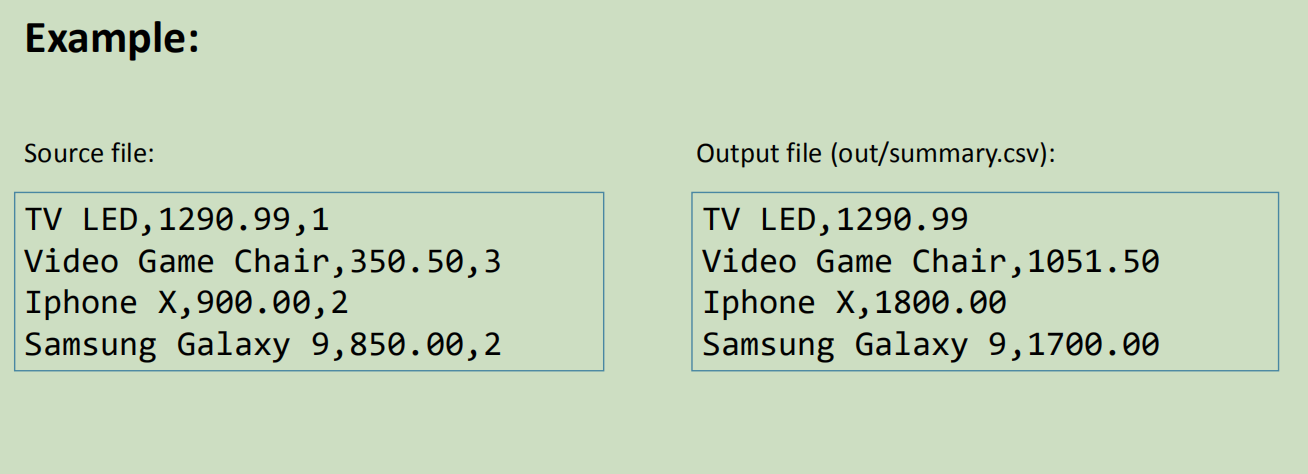 Example:
Source file:
TV LED,1290.99,1
Video Game Chair,350.50,3
Iphone X,900.00,2
Samsung Galaxy 9,850.00,2
Output file (out/summary.csv):
TV LED,1290.99
Video Game Chair,1051.50
Iphone X,1800.00
Samsung Galaxy 9,1700.00